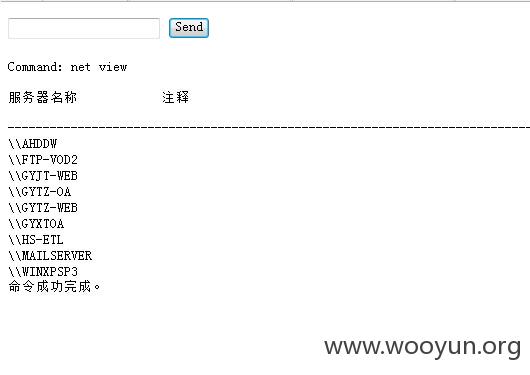 Send
Command: net view
服务器名称 注释
-------------------------------------------------------------------------------
\\AHDDW
\\FTP-VOD2
\\GYJT-WEB
\\GYTZ-OA
\\GYTZ-WEB
\\GYXTOA
\\HS-ETL
\\MAILSERVER
\\WINXPSP3
命令成功完成。
www.wooyun.org